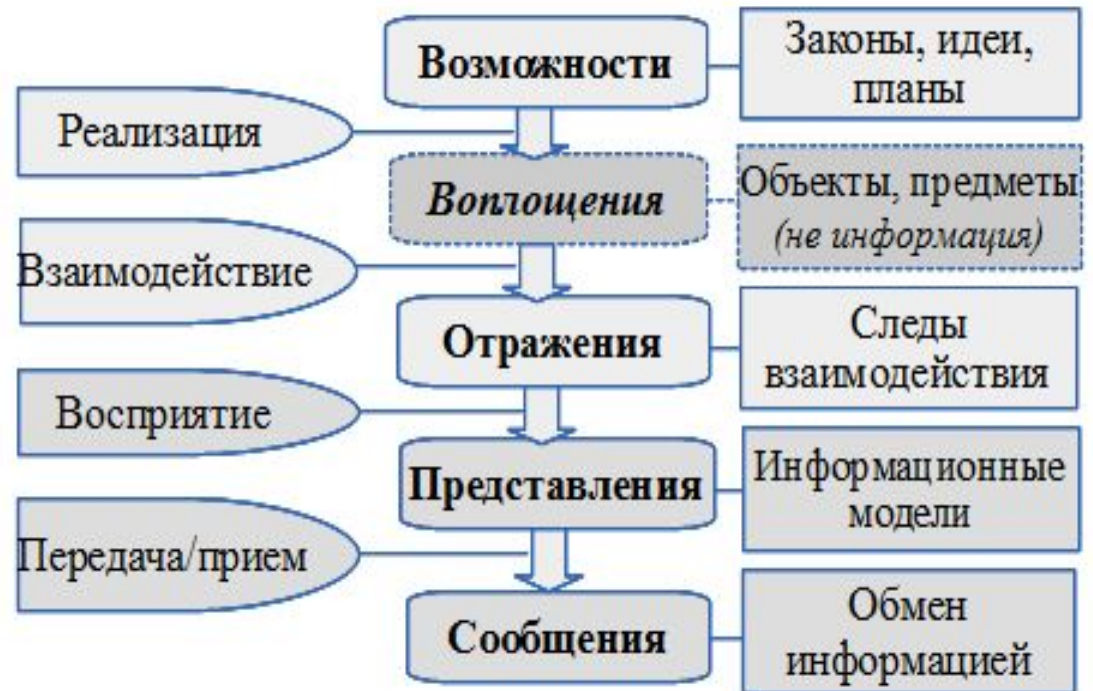 Возможности
Законы, идеи,
планы
Реализация
Воплощения
Объекты, предметы
(не информация)
Взаимодействие
Отражения
Следы
взаимодействия
Восприятие
Представления
Информационные
модели
Передача/прием
Сообщения
Обмен
информацией